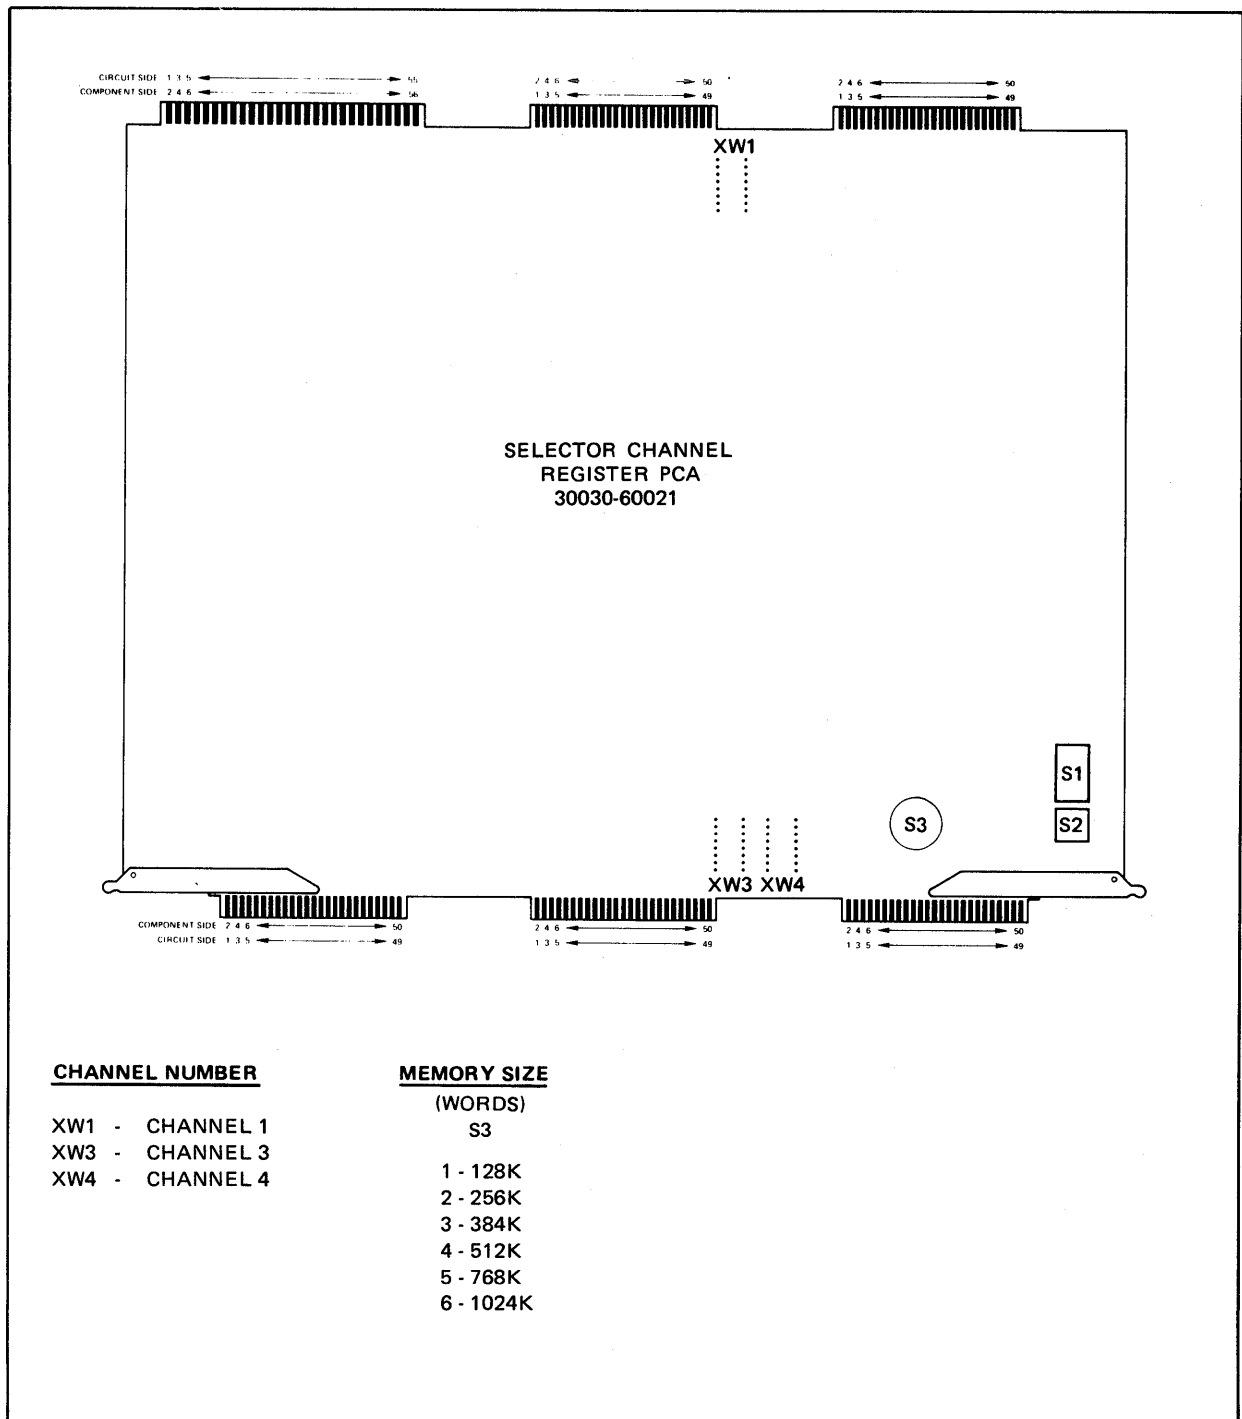 CIRCUIT SIDE 1 3 5 55
COMPONENT SIDE 2 4 6 56
2 4 6 50
1 3 5 49
2 4 6 50
1 3 5 49
XW1
SELECTOR CHANNEL
REGISTER PCA
30030-60021
S1
S2
S3
XW3 XW4
COMPONENT SIDE 2 4 6 50
CIRCUIT SIDE 1 3 5 49
2 4 6 50
1 3 5 49
2 4 6 50
1 3 5 49
CHANNEL NUMBER
XW1 - CHANNEL 1
XW3 - CHANNEL 3
XW4 - CHANNEL 4
MEMORY SIZE
(WORDS)
S3
1 - 128K
2 - 256K
3 - 384K
4 - 512K
5 - 768K
6 - 1024K